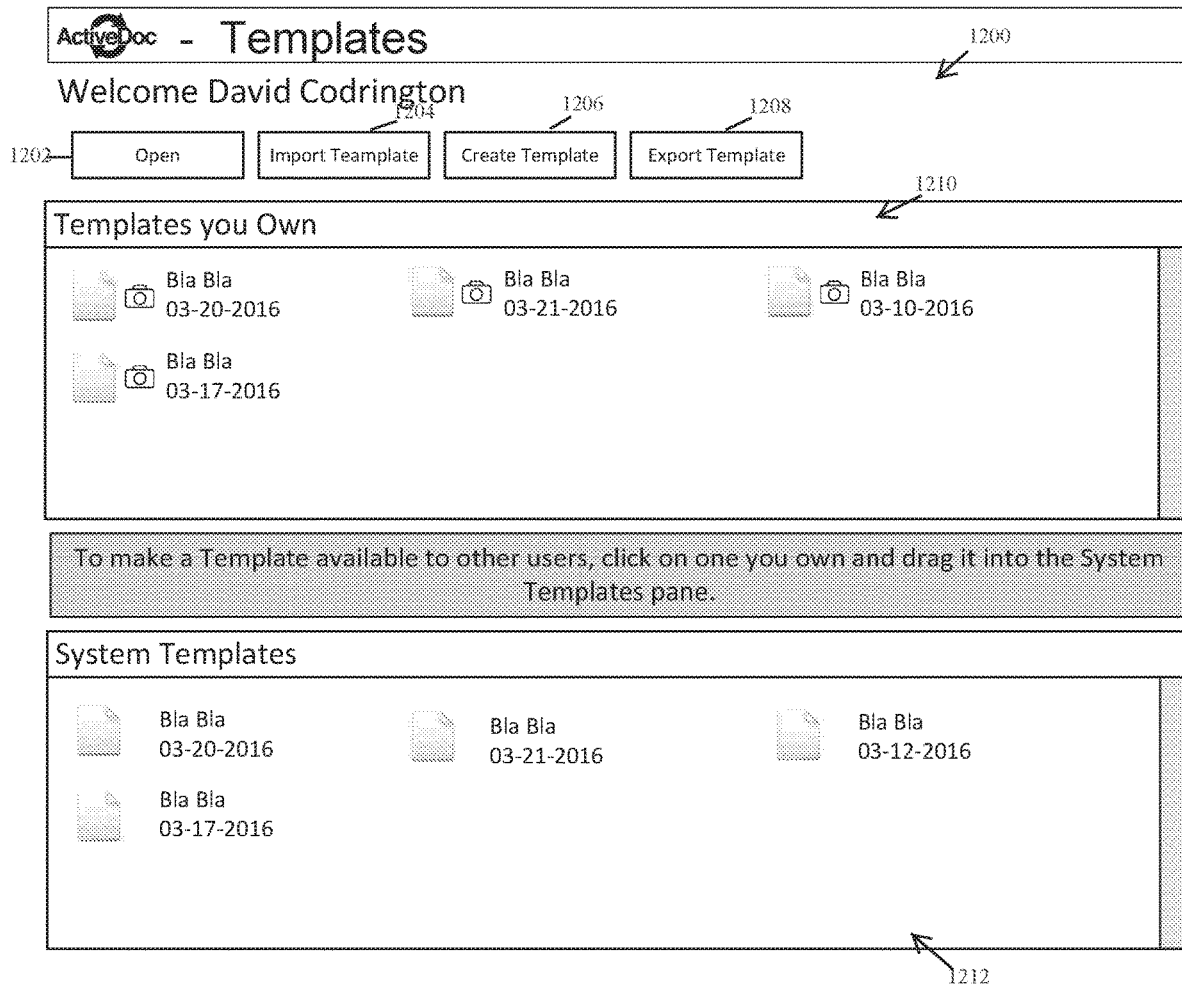 ActiveDoc - Templates
1200
Welcome David Codrington
1204
1206
1208
1202
Open
Import Teamplate
Create Template
Export Template
1210
Templates you Own
Bla Bla
03-20-2016
Bla Bla
03-21-2016
Bla Bla
03-10-2016
Bla Bla
03-17-2016
To make a Template available to other users, click on one you own and drag it into the System
Templates pane.
System Templates
Bla Bla
03-20-2016
Bla Bla
03-21-2016
Bla Bla
03-12-2016
Bla Bla
03-17-2016
1212